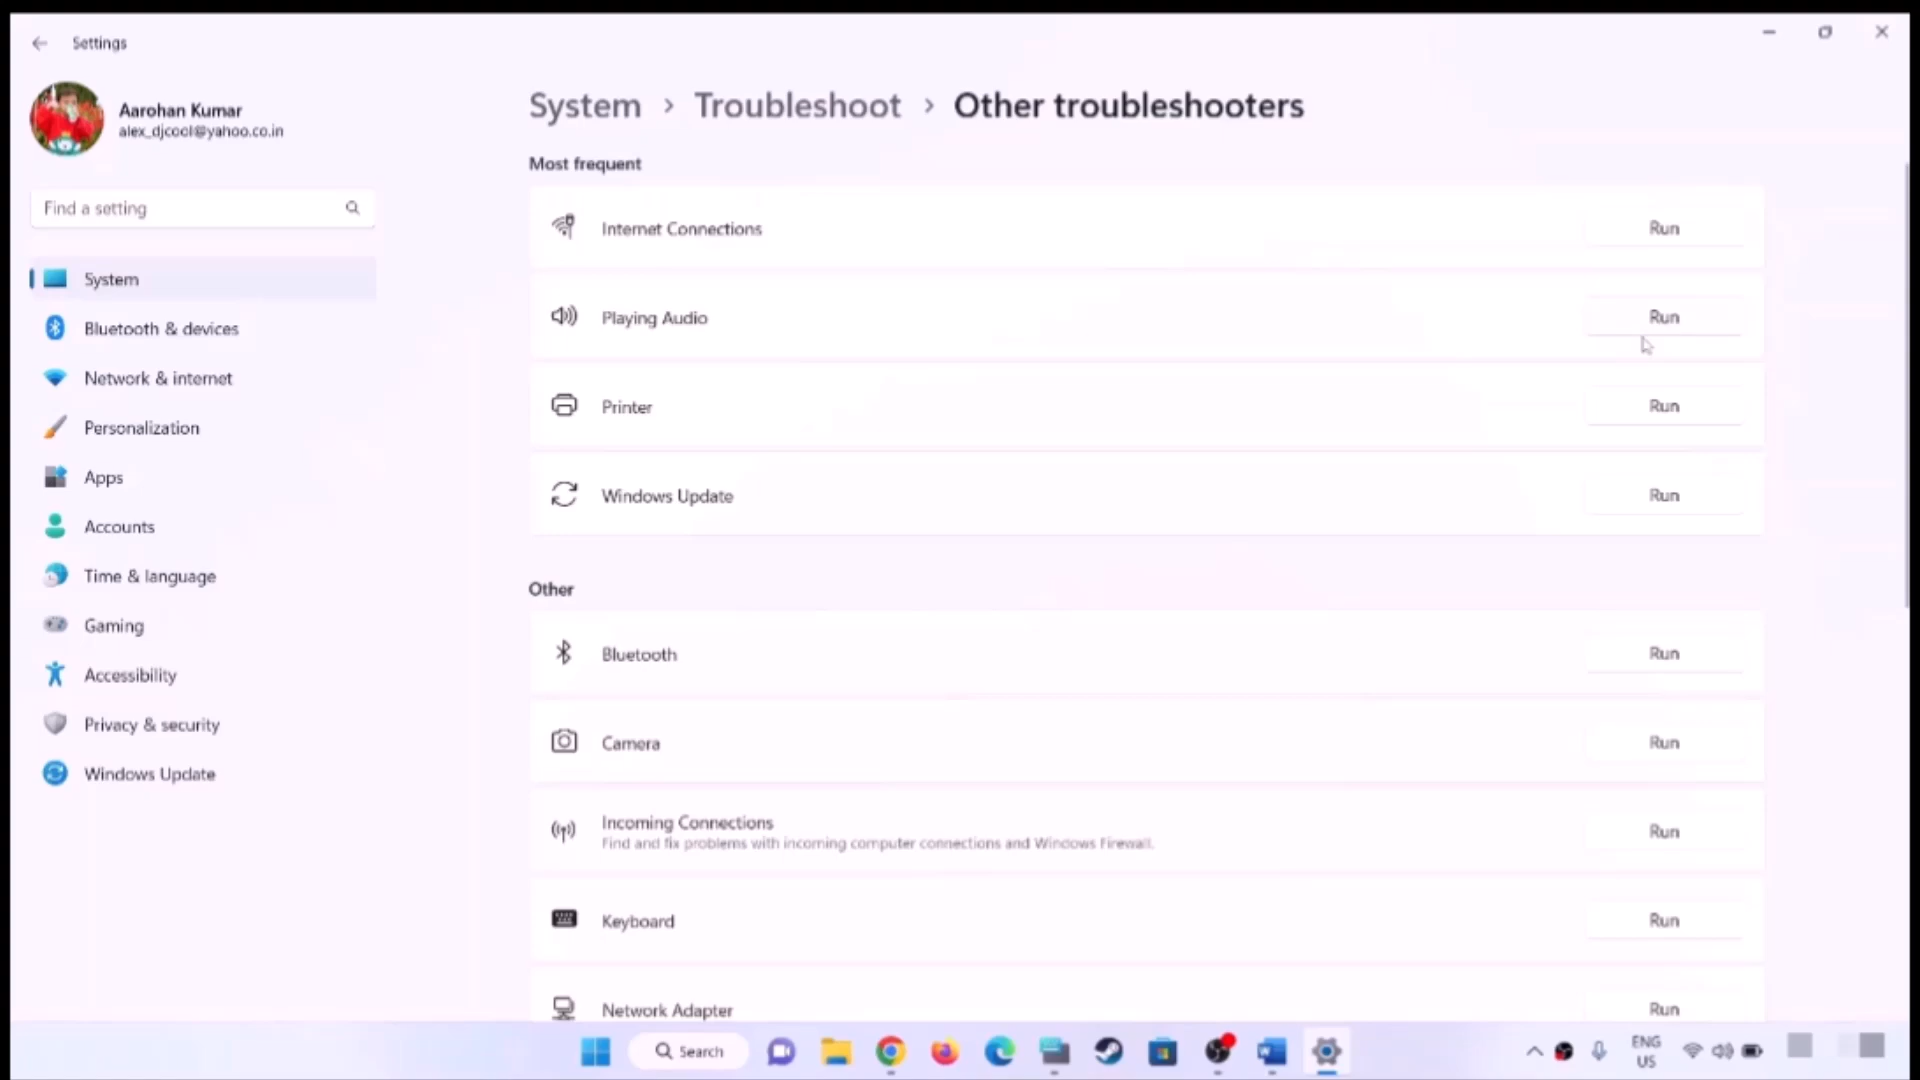 Settings
Aarohan Kumar
alex_djcool@yahoo.co.in
Find a setting
System
Bluetooth & devices
Network & internet
Personalization
Apps
Accounts
Time & language
Gaming
Accessibility
Privacy & security
Windows Update
System > Troubleshoot > Other troubleshooters
Most frequent
Internet Connections Run
Playing Audio Run
Printer Run
Windows Update Run
Other
Bluetooth Run
Camera Run
Incoming Connections Run
Find and fix problems with incoming computer connections and Windows Firewall.
Keyboard Run
Network Adapter Run
Search
ENG
US